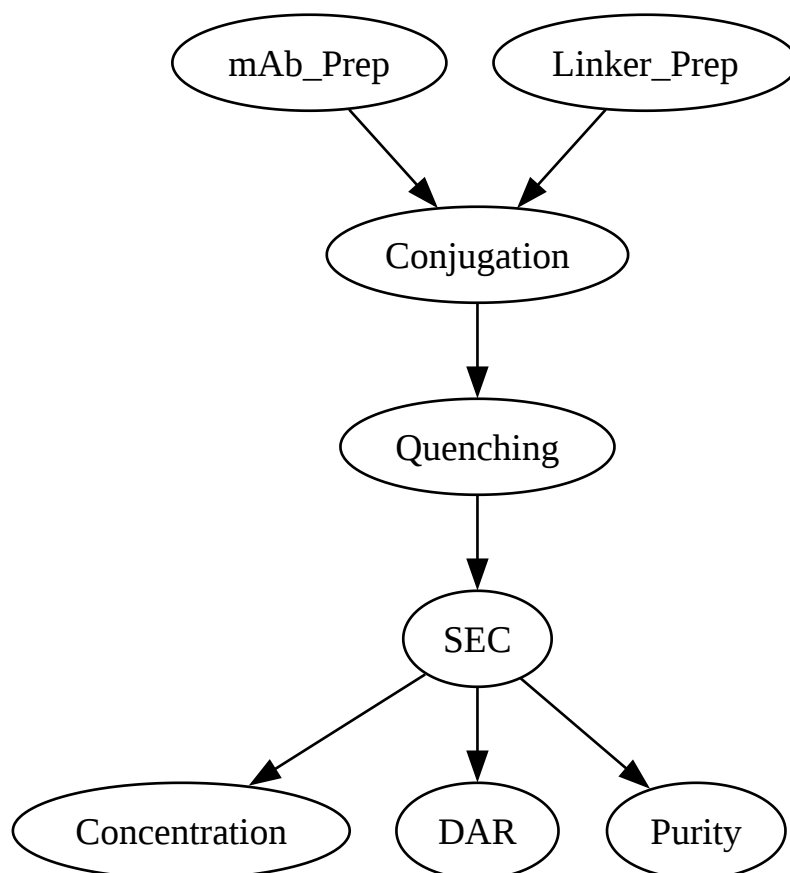 mAb_Prep
Linker_Prep
Conjugation
Quenching
SEC
Concentration
DAR
Purity